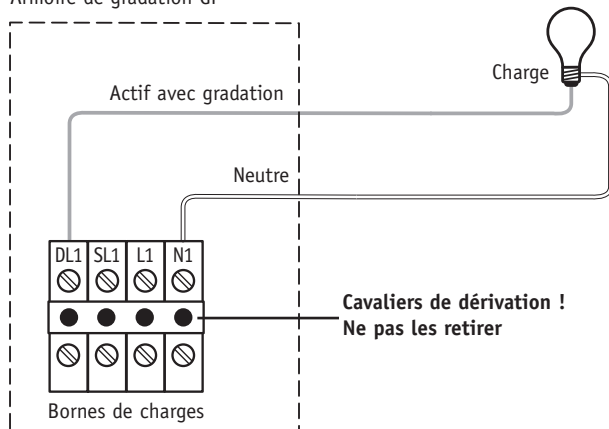 Armoire de gradation GP
Charge
Actif avec gradation
Neutre
DL1 SL1 L1 N1
Cavaliers de dérivation !
Ne pas les retirer
Bornes de charges